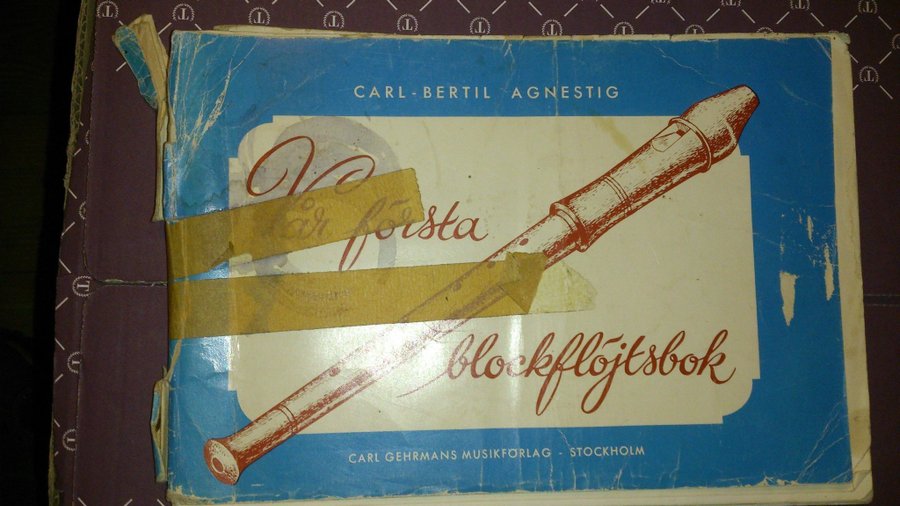 CARL-BERTIL AGNESTIG
Vår första
blockflöjtsbok
CARL GEHRMANS MUSIKFÖRLAG - STOCKHOLM